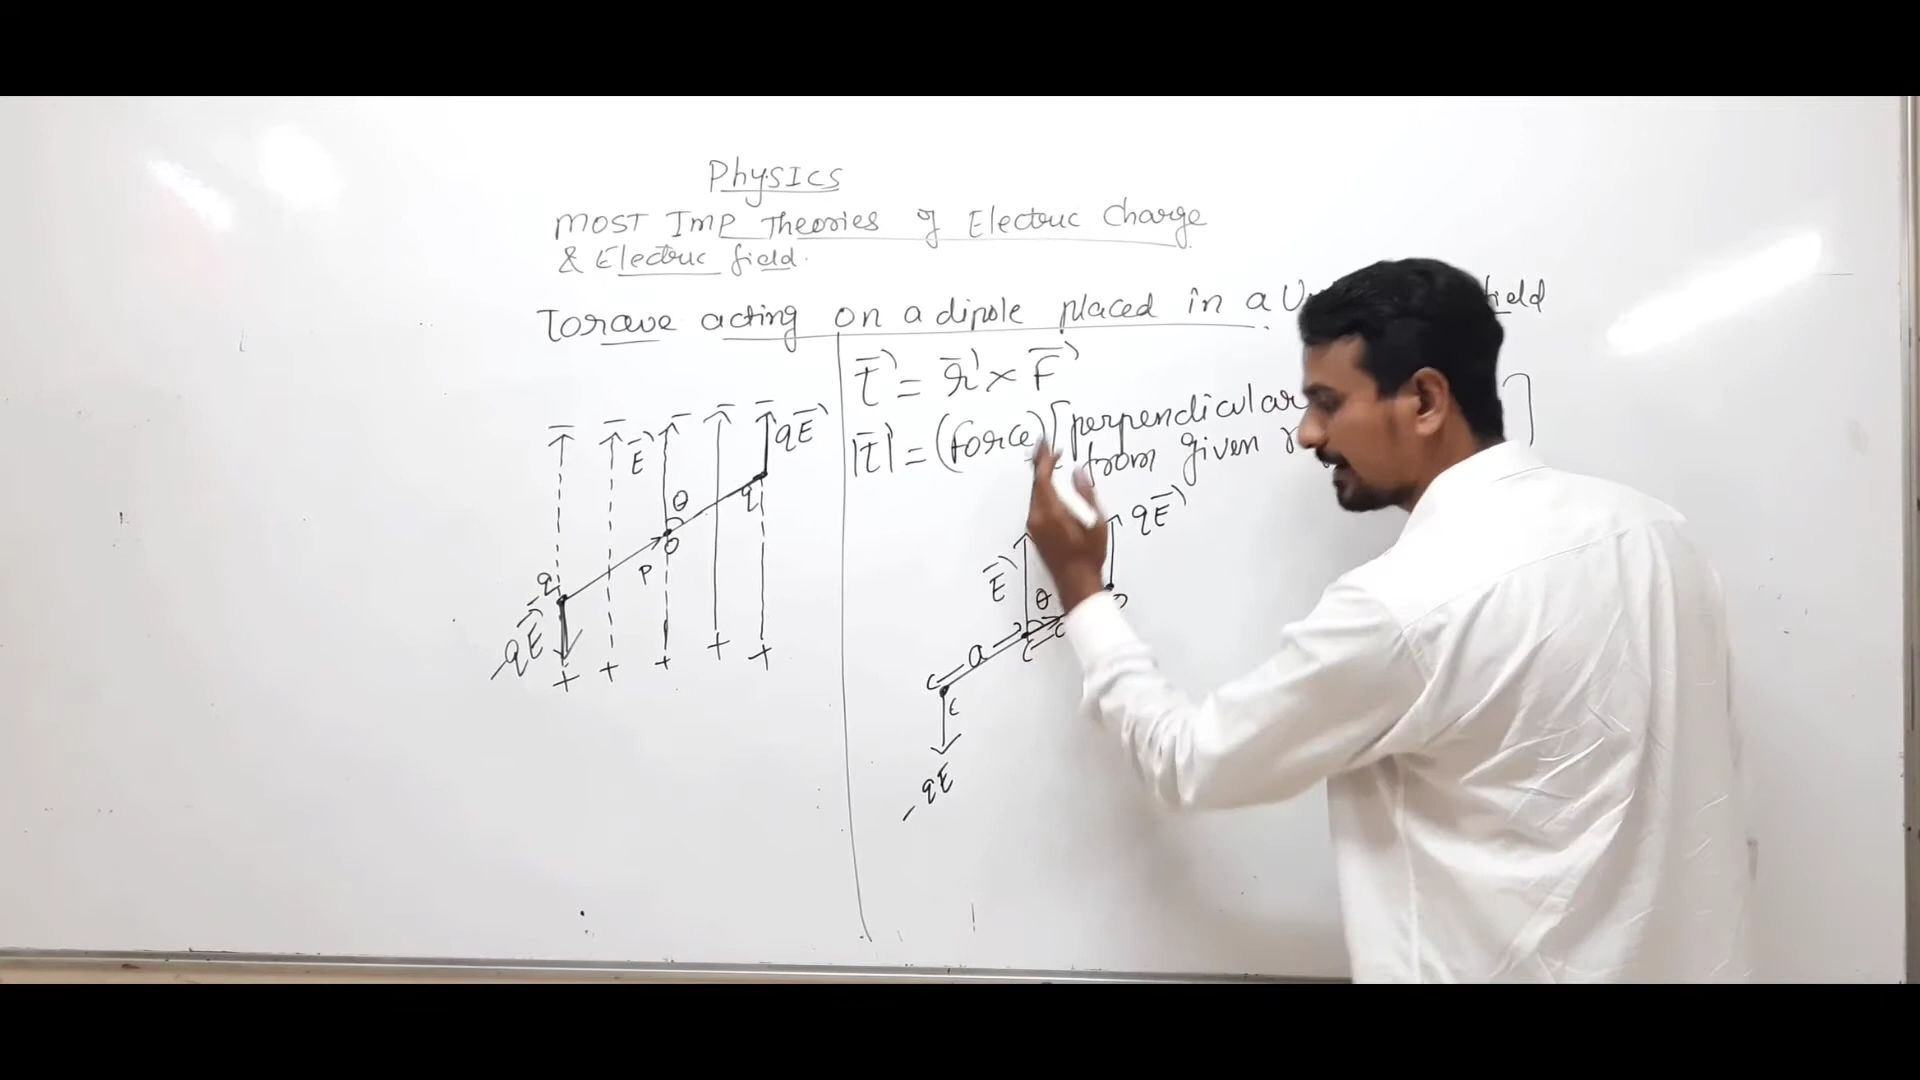 Physics
MOST Imp Theories of Electric Charge
& Electric field.
Torque acting on a dipole placed in a field
τ⃗ = r⃗ × F⃗
|τ⃗| = (force) [perpendicular ]
from given
E⃗
qE⃗
θ
q
O
P
-q
-qE⃗
+ + + + +
qE⃗
E⃗
θ
a
-qE